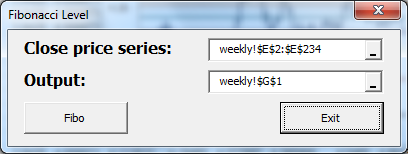 Fibonacci Level
Close price series: weekly!$E$2:$E$234
Output: weekly!$G$1
Fibo Exit